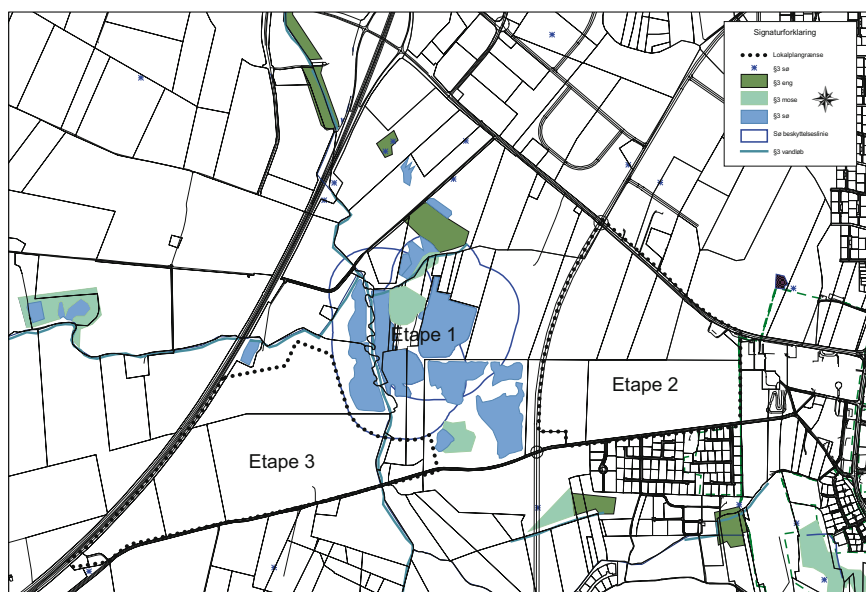 Signaturforklaring
Lokalplangrænse
§3 sø
§3 eng
§3 mose
§3 sø
Sø beskyttelseslinie
§3 vandløb
Etape 1
Etape 2
Etape 3